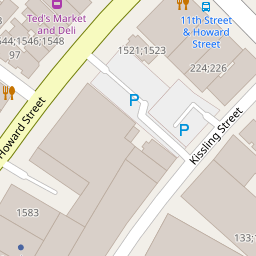 Ted's Market
and Deli
11th Street
& Howard
Street
1544;1546;1548
97
1521;1523
224;226
P
P
Howard Street
Kissling Street
1583
133;1